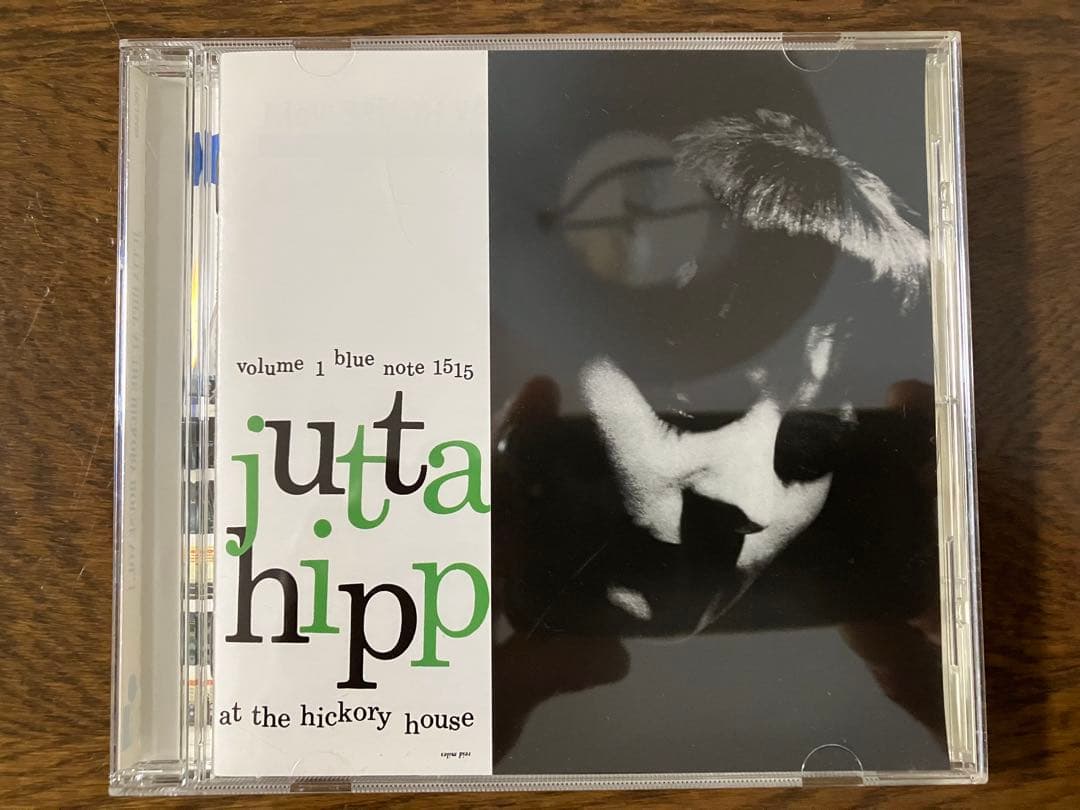 volume 1 blue note 1515
jutta
hipp
at the hickory house
reid miles